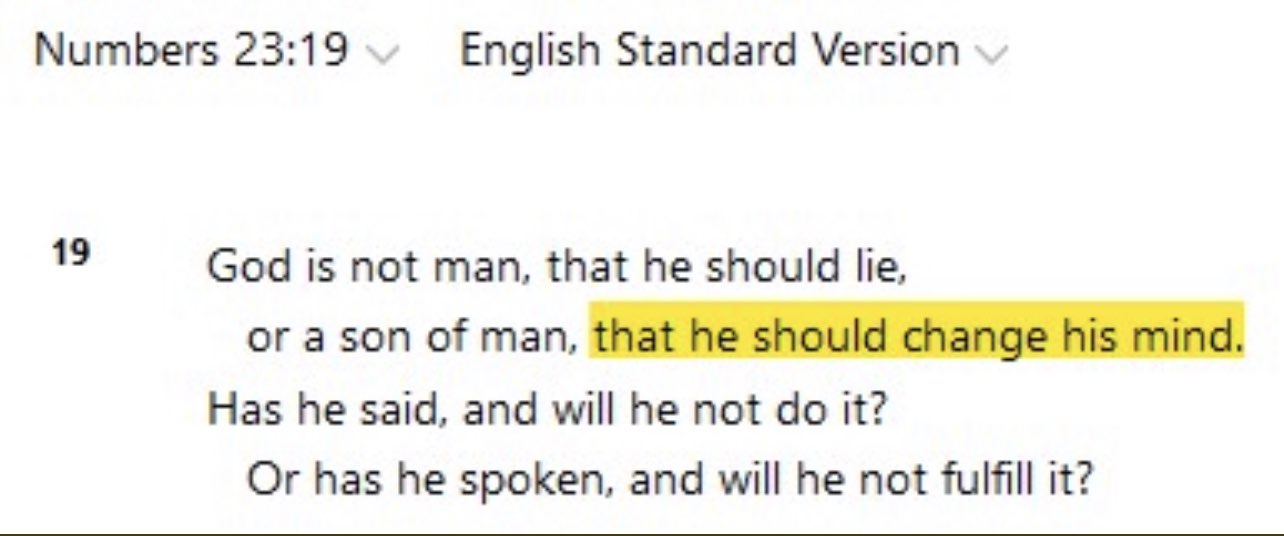 Numbers 23:19 English Standard Version
19 God is not man, that he should lie,
or a son of man, that he should change his mind.
Has he said, and will he not do it?
Or has he spoken, and will he not fulfill it?